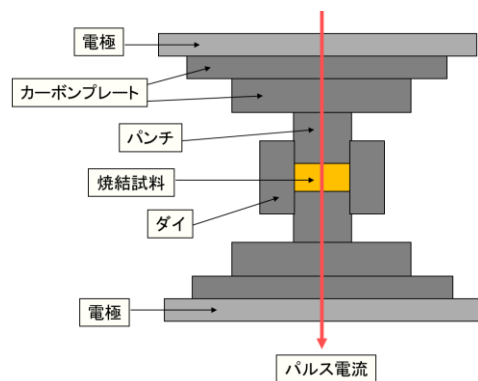 電極
カーボンプレート
パンチ
焼結試料
ダイ
電極
パルス電流